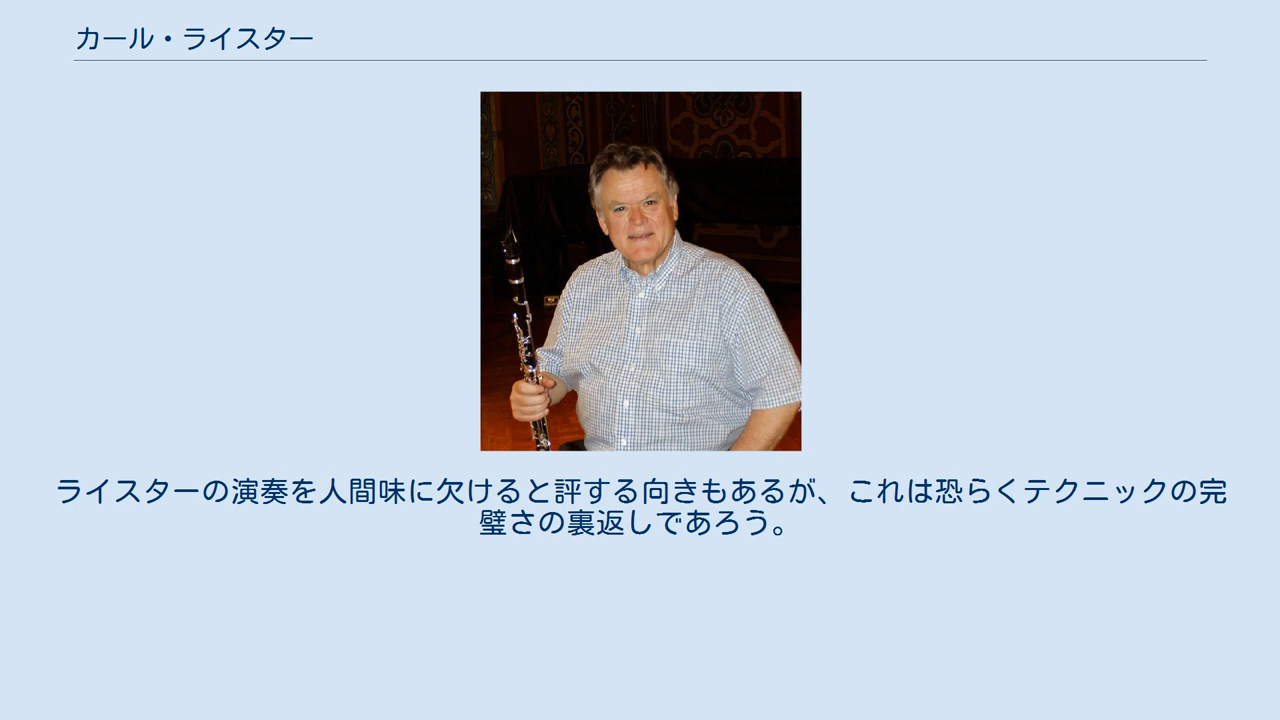 カール・ライスター
ライスターの演奏を人間味に欠けると評する向きもあるが、これは恐らくテクニックの完
璧さの裏返しであろう。